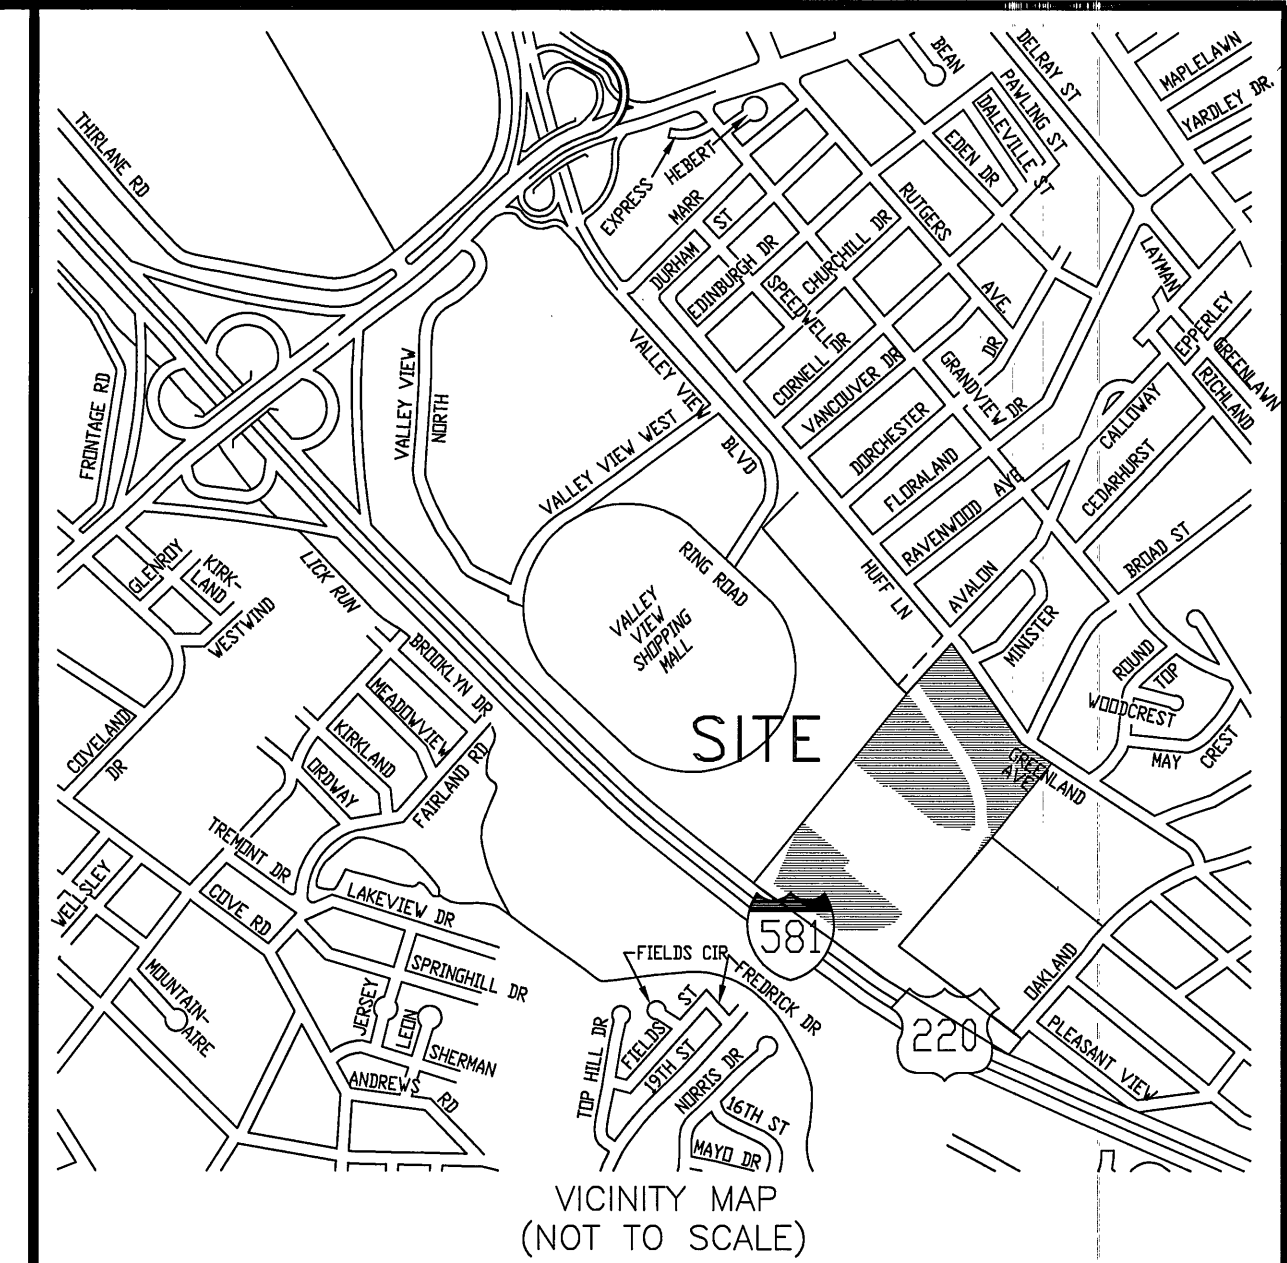 BEAN
DELRAY ST
MAPLELAWN
PAWLING ST
YARDLEY DR.
DALEVILLE ST
THIRLANE RD
EDEN DR
HEBERT
EXPRESS
MARR
RUTGERS
AVE.
DURHAM
ST
CHURCHILL DR
EDINBURGH DR
SPEEDWELL
LAYMAN
EPPERLEY
GREENLAWN
RICHLAND
CORNELL DR
VANCOUVER DR
GRANDVIEW
DR
DR
VALLEY VIEW
BLVD
VALLEY VIEW
NORTH
FRONTAGE RD
VALLEY VIEW WEST
DORCHESTER
FLORALAND
RAVENWOOD AVE
CALLOWAY
CEDARHURST
BROAD ST
AVALON
HUFF LN
MINISTER
RING ROAD
VALLEY
VIEW
SHOPPING
MALL
GLENROY
KIRK-
LAND
WESTWIND
LICK RUN
BROOKLYN DR
MEADOWVIEW
KIRKLAND
ORDWAY
FAIRLAND RD
COVELAND
DR
SITE
ROUND
TOP
WOODCREST
MAY
CREST
GREENLAND
AVE
TREMONT DR
WELLSLEY
COVE RD
LAKEVIEW DR
SPRINGHILL DR
581
OAKLAND
220
PLEASANT VIEW
MOUNTAIN-
AIRE
JERSEY
LEON
SHERMAN
ANDREWS
RD
FIELDS CIR
FREDRICK DR
TOP HILL DR
FIELDS
ST
19TH ST
NORRIS DR
16TH ST
MAYO DR
VICINITY MAP
(NOT TO SCALE)